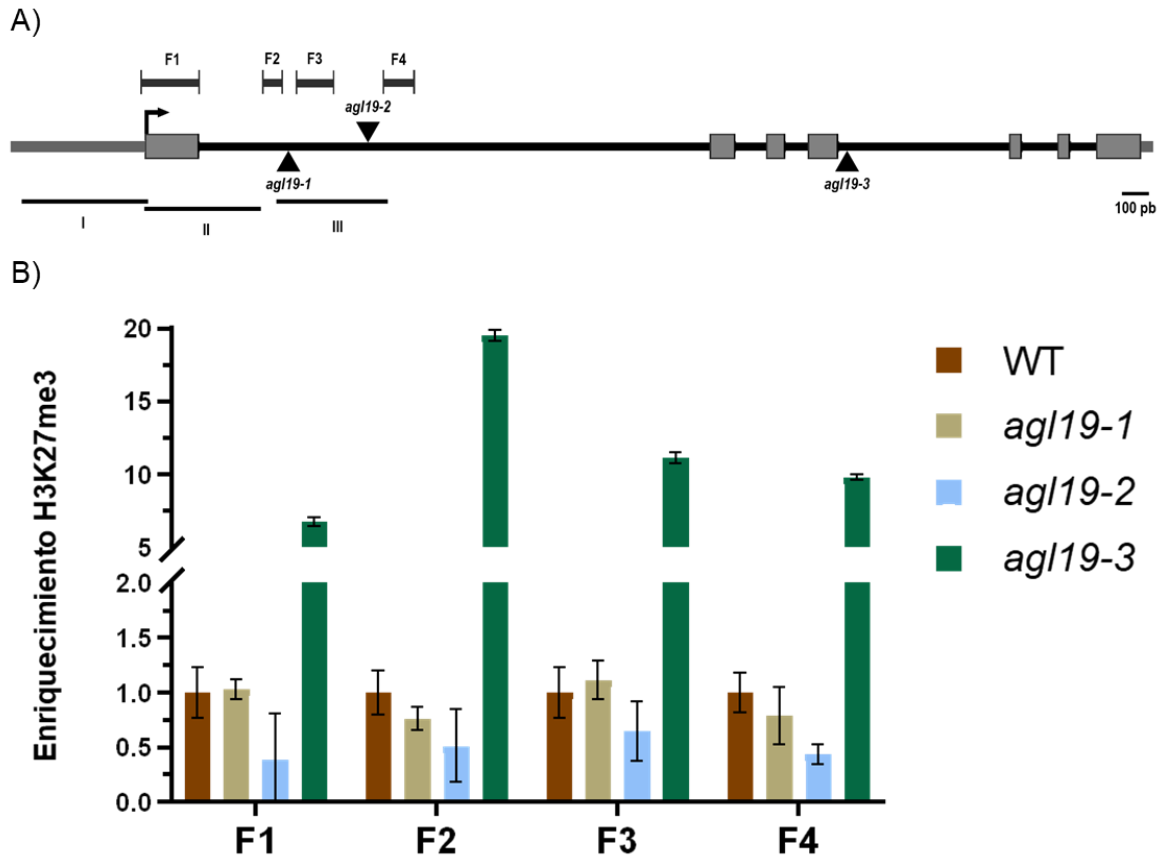 A)
F1 F2 F3 F4
agl19-2
agl19-1 agl19-3
I II III
100 pb
B)
Enriquecimiento H3K27me3
20
15
10
5
2.0
1.5
1.0
0.5
0.0
F1 F2 F3 F4
WT
agl19-1
agl19-2
agl19-3